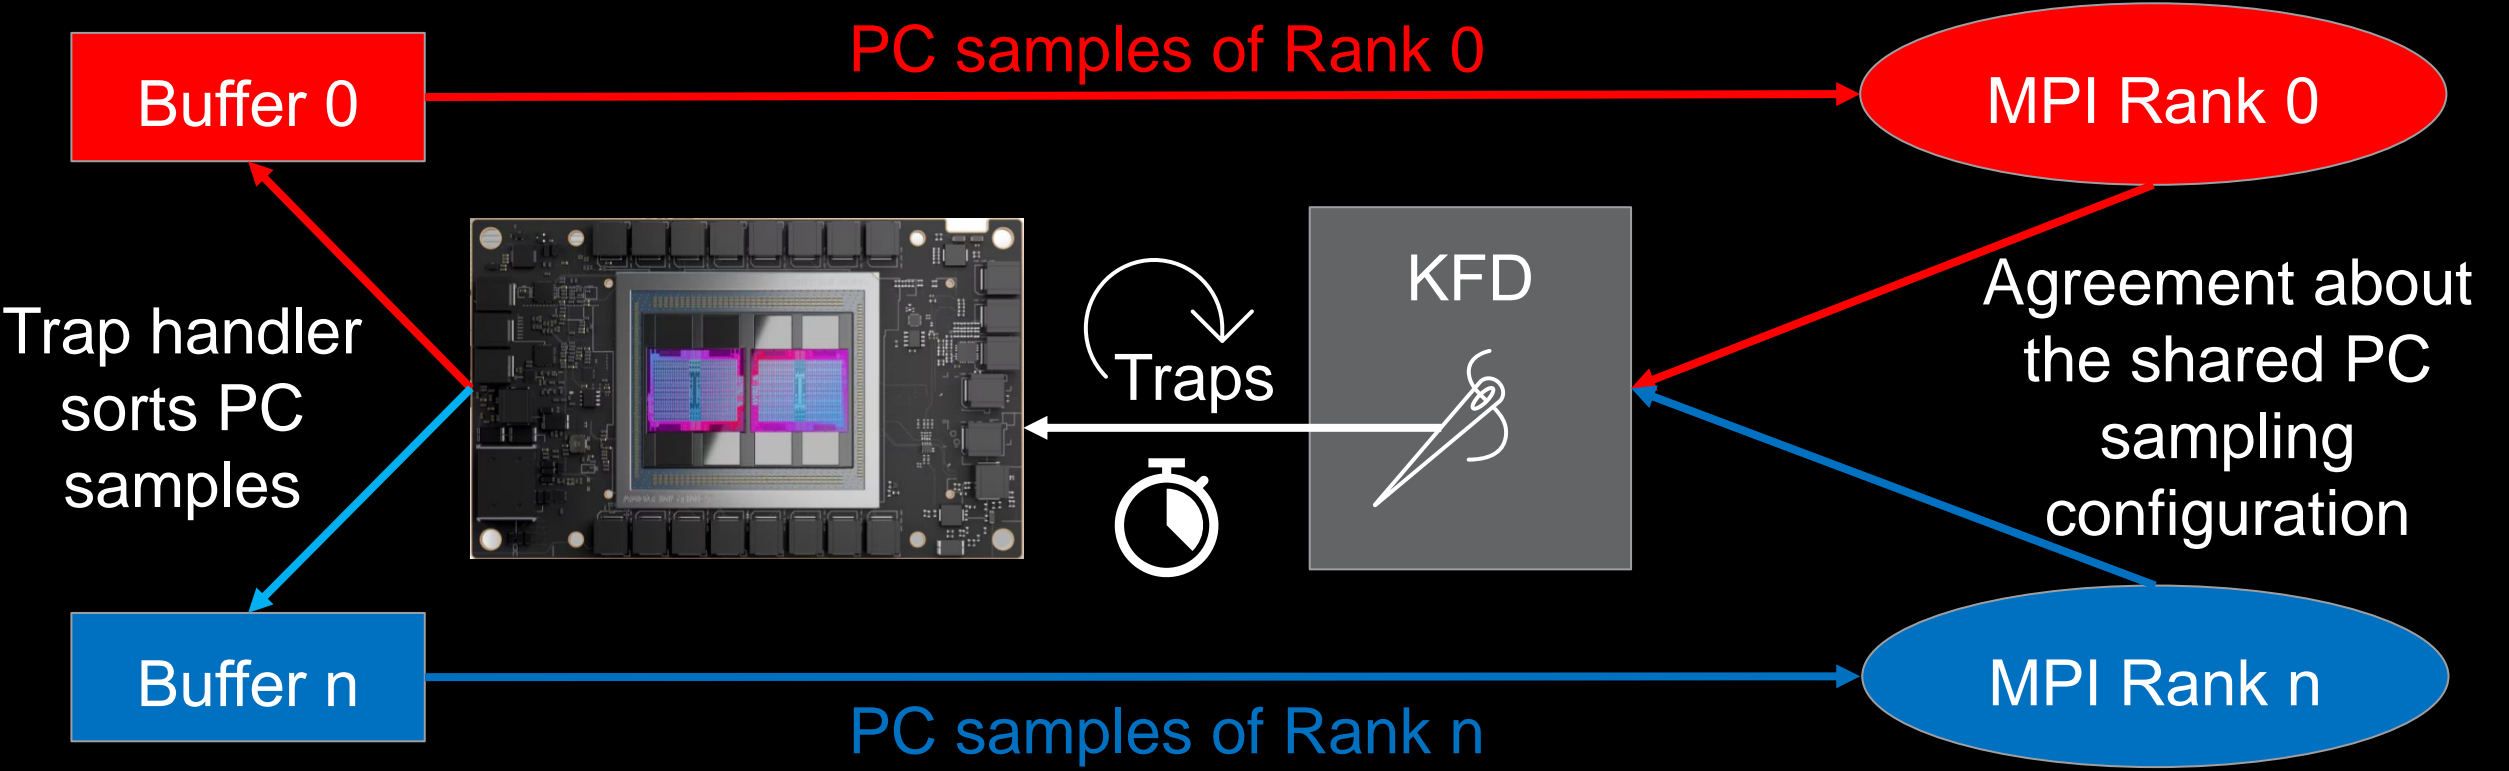 PC samples of Rank 0
Buffer 0
MPI Rank 0
Trap handler
sorts PC
samples
Traps
KFD
Agreement about
the shared PC
sampling
configuration
Buffer n
MPI Rank n
PC samples of Rank n